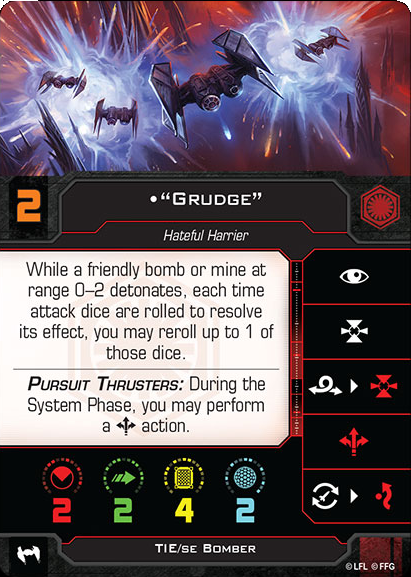 •“Grudge”
2
Hateful Harrier
While a friendly bomb or mine at
range 0–2 detonates, each time
attack dice are rolled to resolve
its effect, you may reroll up to 1 of
those dice.
Pursuit Thrusters: During the
System Phase, you may perform
a action.
2 2 4 2
TIE/se Bomber
© LFL © FFG